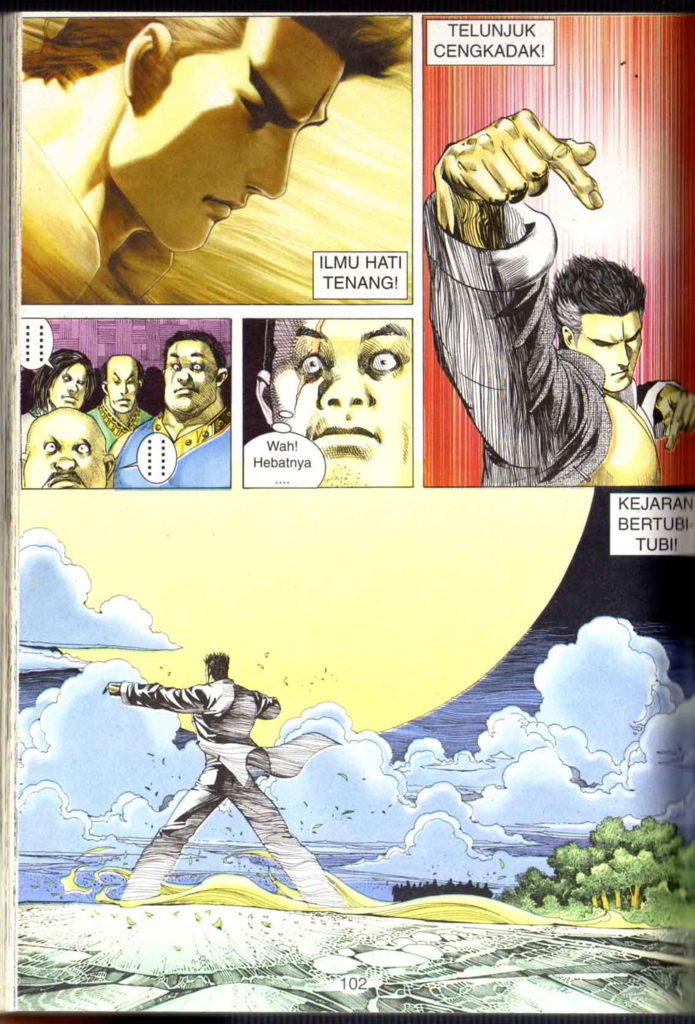 ILMU HATI
TENANG!
TELUNJUK
CENGKADAK!
Wah!
Hebatnya
....
KEJARAN
BERTUBI-
TUBI!
102